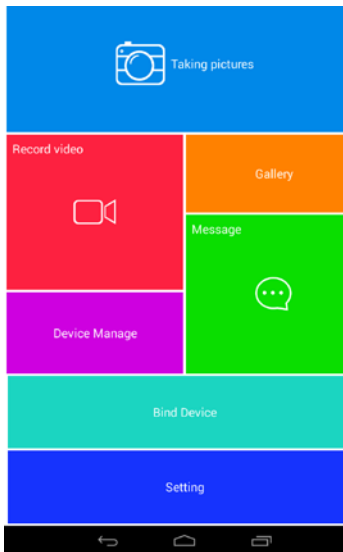 Taking pictures
Record video
Gallery
Message
Device Manage
Bind Device
Setting